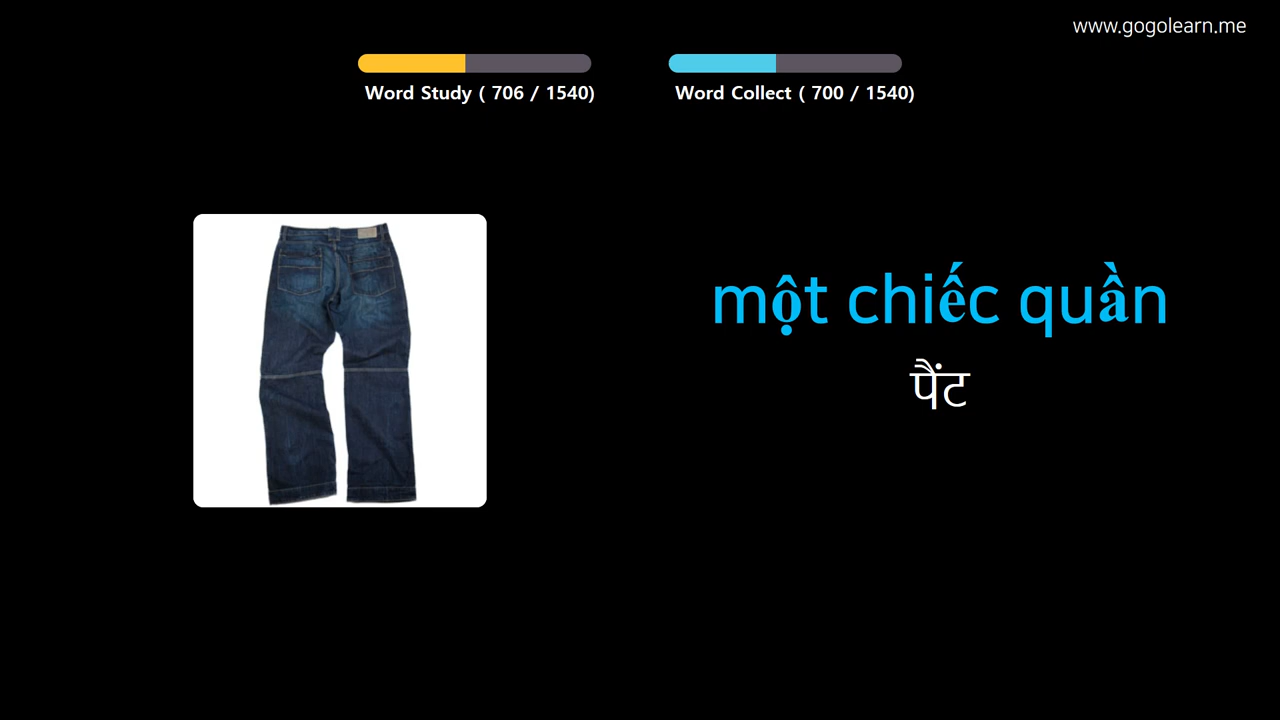 www.gogolearn.me
Word Study ( 706 / 1540)
Word Collect ( 700 / 1540)
một chiếc quần
पैंट